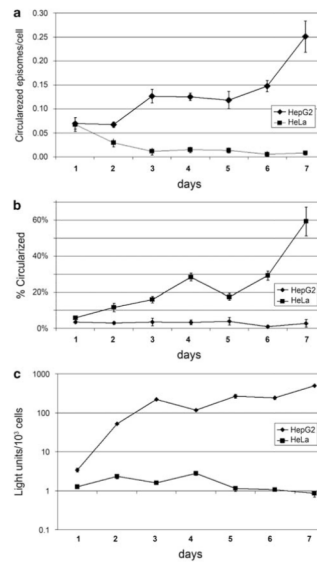 a
Circularezed episomes/cell
0.30
0.25
0.20
0.15
0.10
0.05
0.00
HepG2
HeLa
1 2 3 4 5 6 7
days
b
% Circularized
60%
40%
20%
0%
HepG2
HeLa
1 2 3 4 5 6 7
days
c
Light units/10³ cells
1000
100
10
1
0.1
HepG2
HeLa
1 2 3 4 5 6 7
days